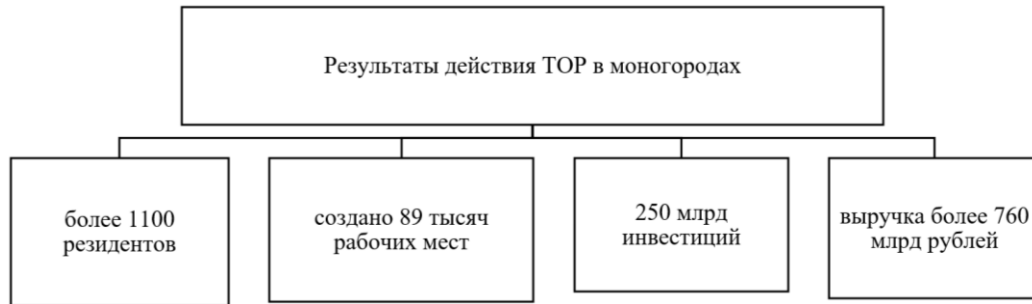 Результаты действия ТОР в моногородах
более 1100
резидентов
создано 89 тысяч
рабочих мест
250 млрд
инвестиций
выручка более 760
млрд рублей